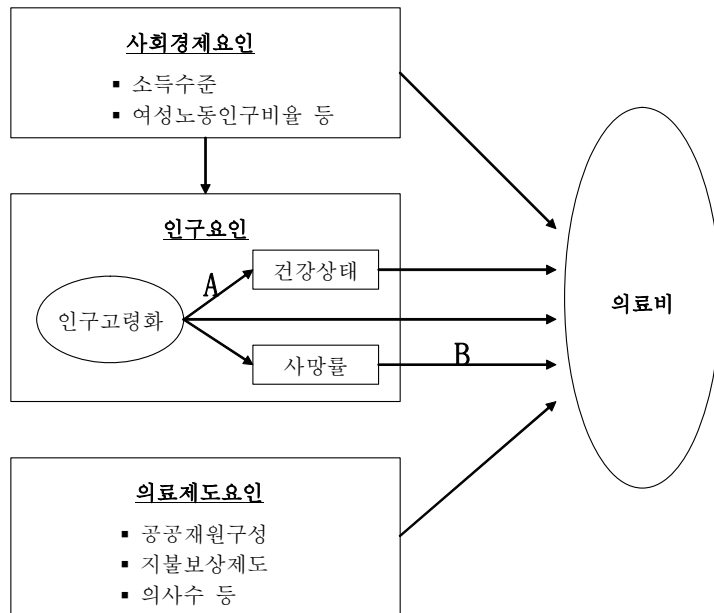 사회경제요인
▪ 소득수준
▪ 여성노동인구비율 등
인구요인
A
건강상태
인구고령화
사망률
B
의료비
의료제도요인
▪ 공공재원구성
▪ 지불보상제도
▪ 의사수 등